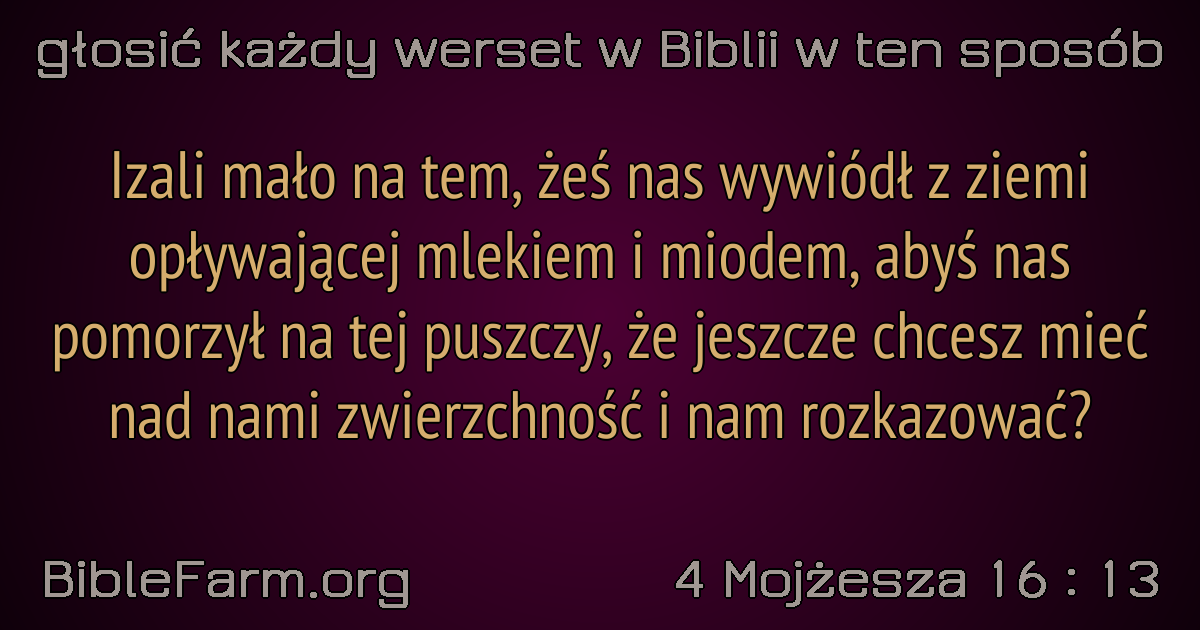 głosić każdy werset w Biblii w ten sposób
Izali mało na tem, żeś nas wywiódł z ziemi
opływającej mlekiem i miodem, abyś nas
pomorzył na tej puszczy, że jeszcze chcesz mieć
nad nami zwierzchność i nam rozkazować?
BibleFarm.org
4 Mojżesza 16 : 13